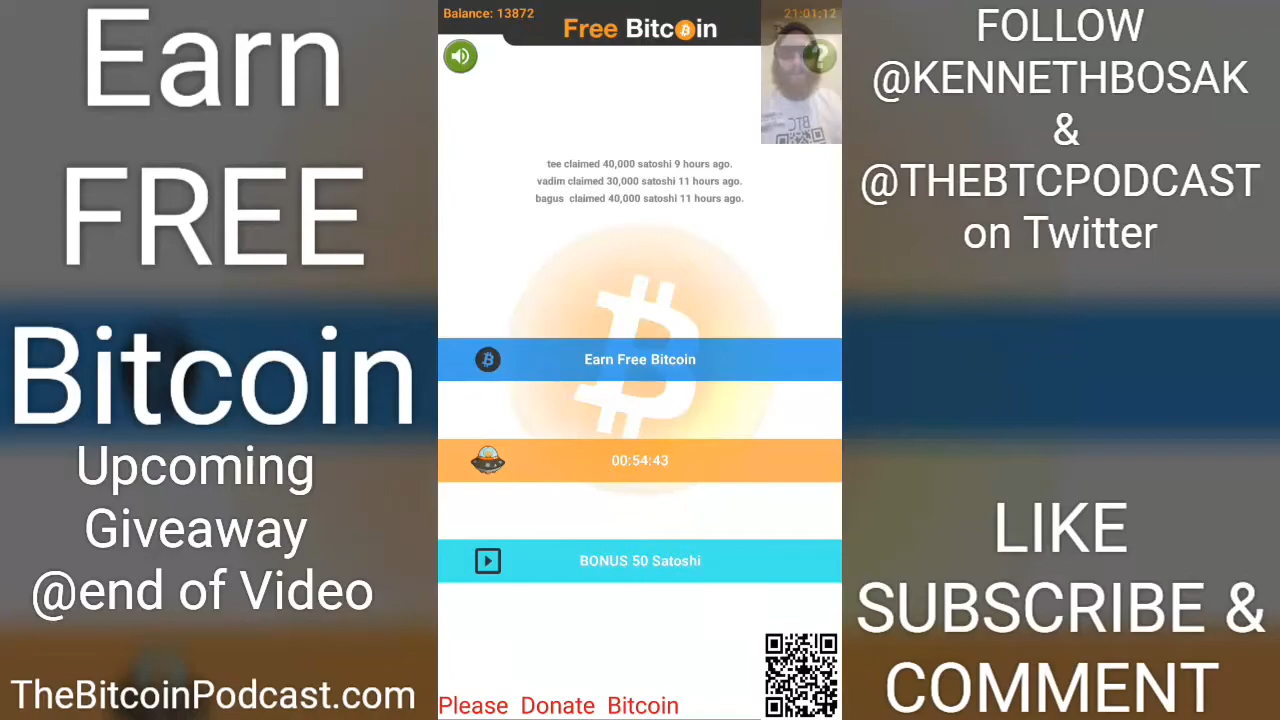 Earn
FREE
Bitcoin
Upcoming
Giveaway
@end of Video
TheBitcoinPodcast.com
Balance: 13872
21:01:12
Free Bitcoin
?
tee claimed 40,000 satoshi 9 hours ago.
vadim claimed 30,000 satoshi 11 hours ago.
bagus claimed 40,000 satoshi 11 hours ago.
Earn Free Bitcoin
00:54:43
BONUS 50 Satoshi
Please Donate Bitcoin
FOLLOW
@KENNETHBOSAK
&
@THEBTCPODCAST
on Twitter
LIKE
SUBSCRIBE &
COMMENT